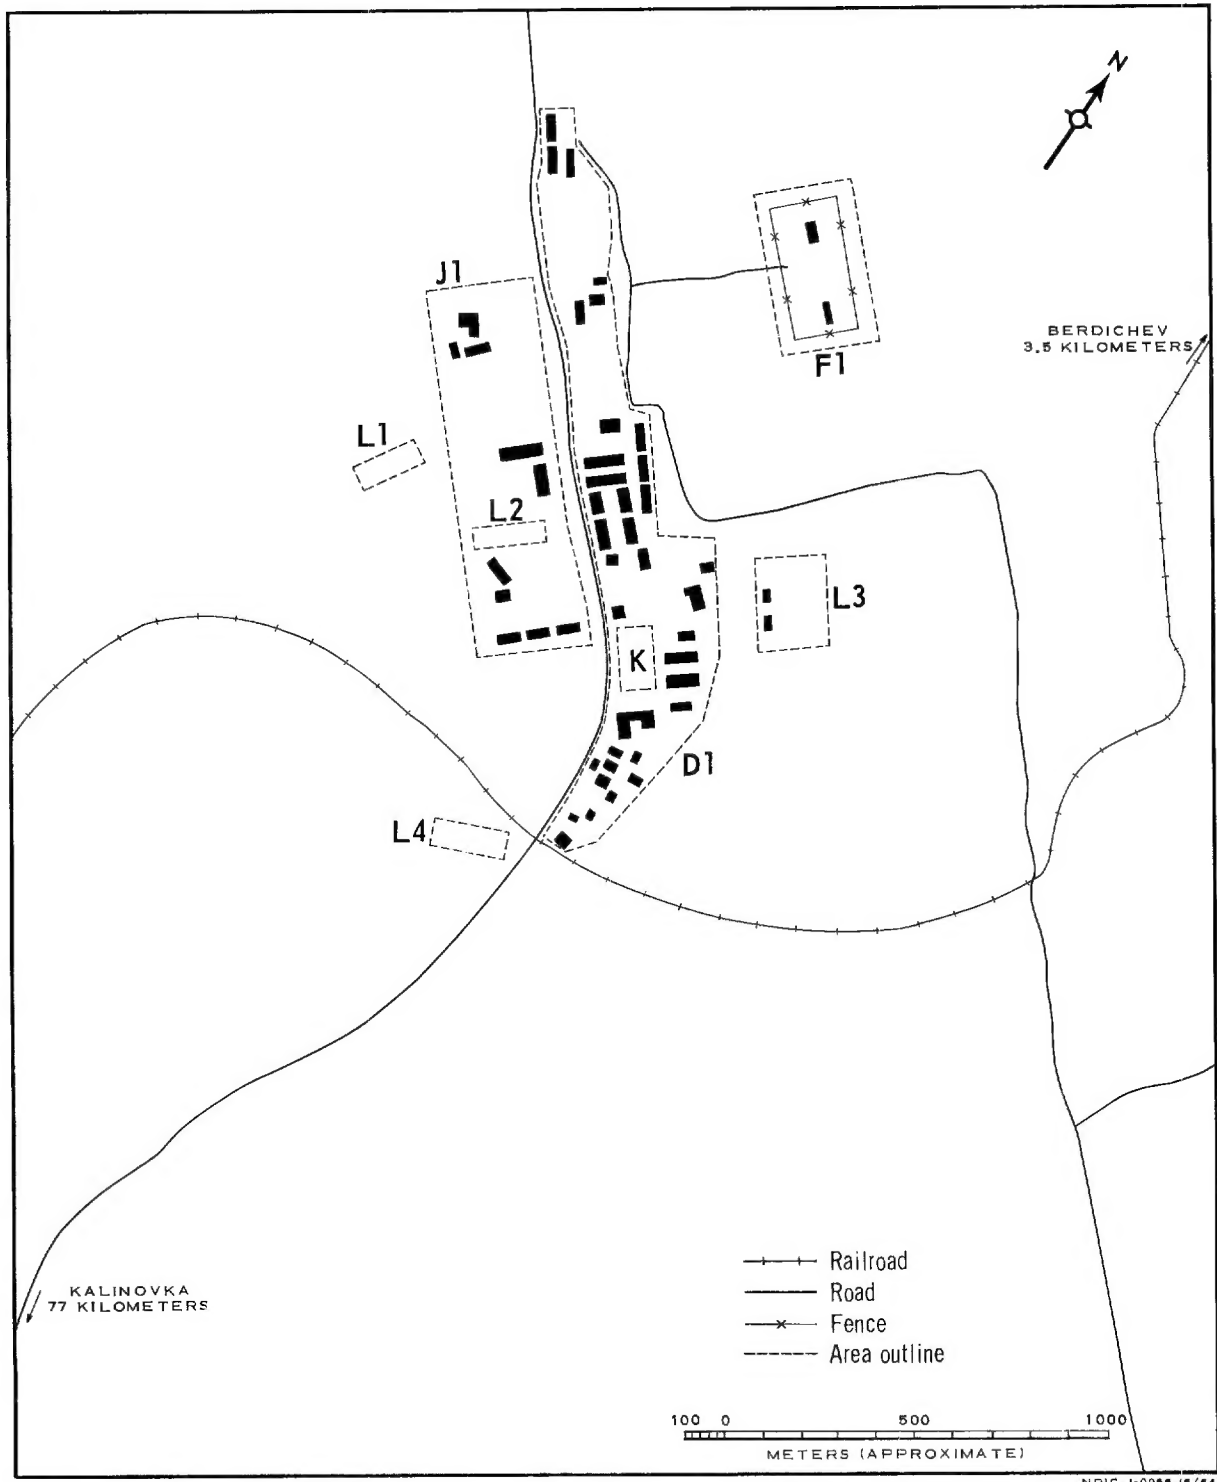 N
J1
BERDICHEV
3.5 KILOMETERS
F1
L1
L2
L3
K
D1
L4
KALINOVKA
77 KILOMETERS
Railroad
Road
Fence
Area outline
100 0 500 1000
METERS (APPROXIMATE)